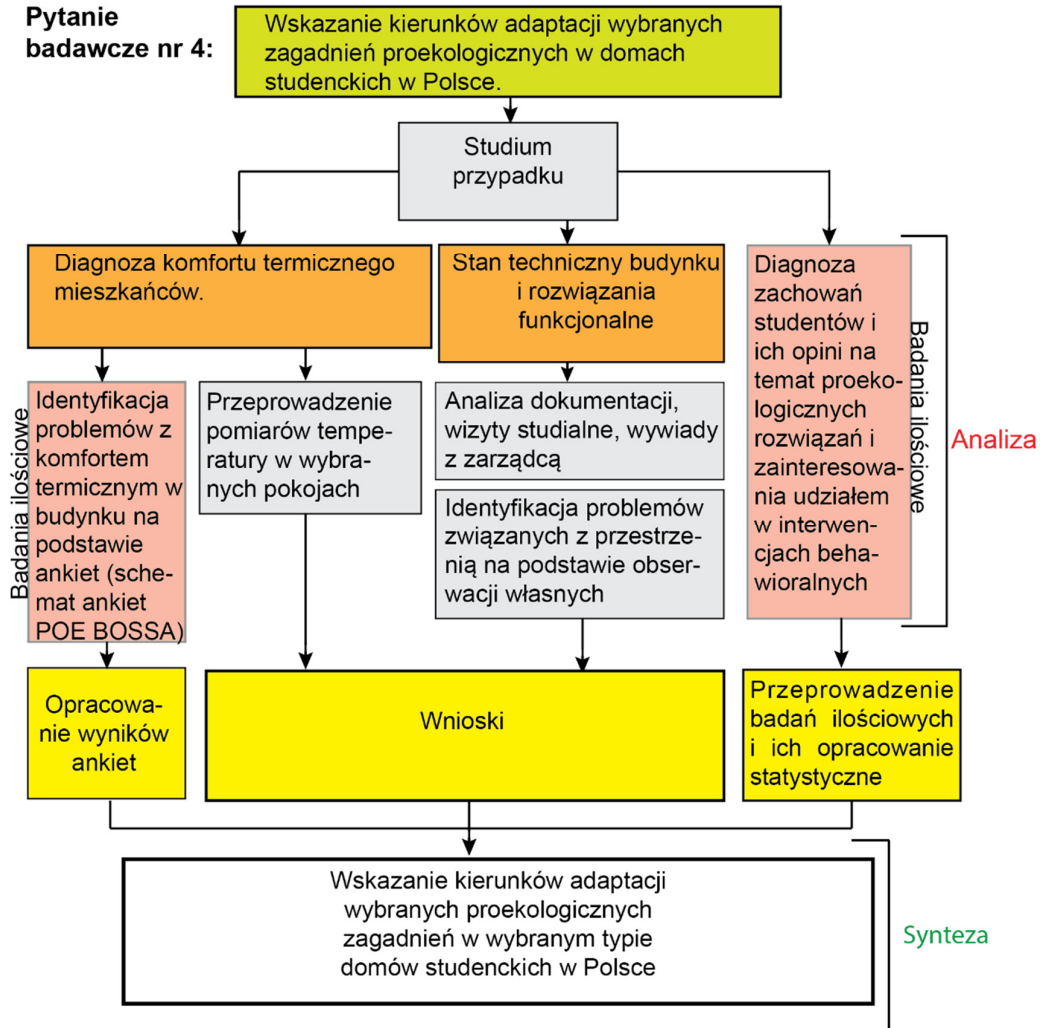 Pytanie
badawcze nr 4:
Wskazanie kierunków adaptacji wybranych
zagadnień proekologicznych w domach
studenckich w Polsce.
Studium
przypadku
Diagnoza komfortu termicznego
mieszkańców.
Stan techniczny budynku
i rozwiązania
funkcjonalne
Diagnoza
zachowań
studentów i
ich opini na
temat proeko-
logicznych
rozwiązań i
zainteresowa-
nia udziałem
w interwen-
cjach beha-
wioralnych
Badania ilościowe
Analiza
Badania ilościowe
Identyfikacja
problemów z
komfortem
termicznym w
budynku na
podstawie
ankiet (sche-
mat ankiet
POE BOSSA)
Przeprowadzenie
pomiarów tempe-
ratury w wybra-
nych pokojach
Analiza dokumentacji,
wizyty studialne, wywiady
z zarządcą
Identyfikacja problemów
związanych z przestrze-
nią na podstawie obser-
wacji własnych
Opracowa-
nie wyników
ankiet
Wnioski
Przeprowadzenie
badań ilościowych
i ich opracowanie
statystyczne
Wskazanie kierunków adaptacji
wybranych proekologicznych
zagadnień w wybranym typie
domów studenckich w Polsce
Synteza